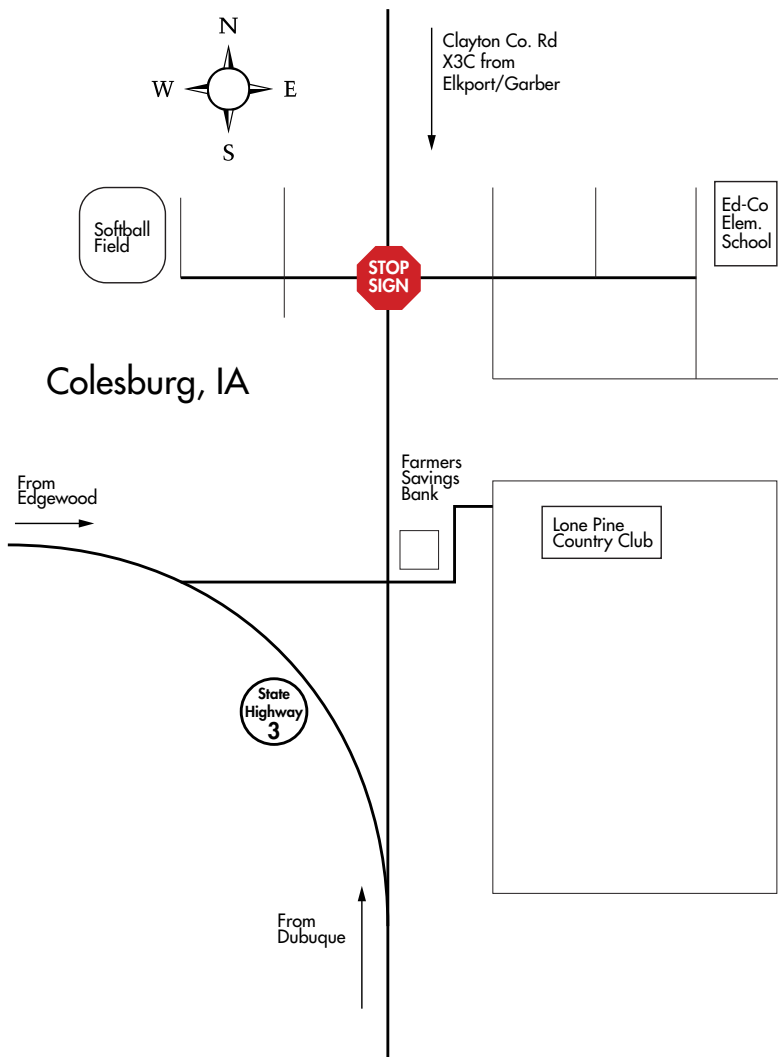 N
W
E
S
Clayton Co. Rd
X3C from
Elkport/Garber
Softball
Field
STOP
SIGN
Ed-Co
Elem.
School
Colesburg, IA
From
Edgewood
Farmers
Savings
Bank
Lone Pine
Country Club
State
Highway
3
From
Dubuque